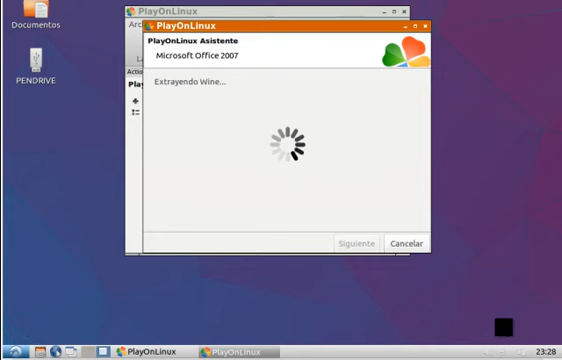 Documentos
PENDRIVE
PlayOnLinux
PlayOnLinux
PlayOnLinux Asistente
Microsoft Office 2007
Extrayendo Wine...
Siguiente
Cancelar
PlayOnLinux
PlayOnLinux
23:28